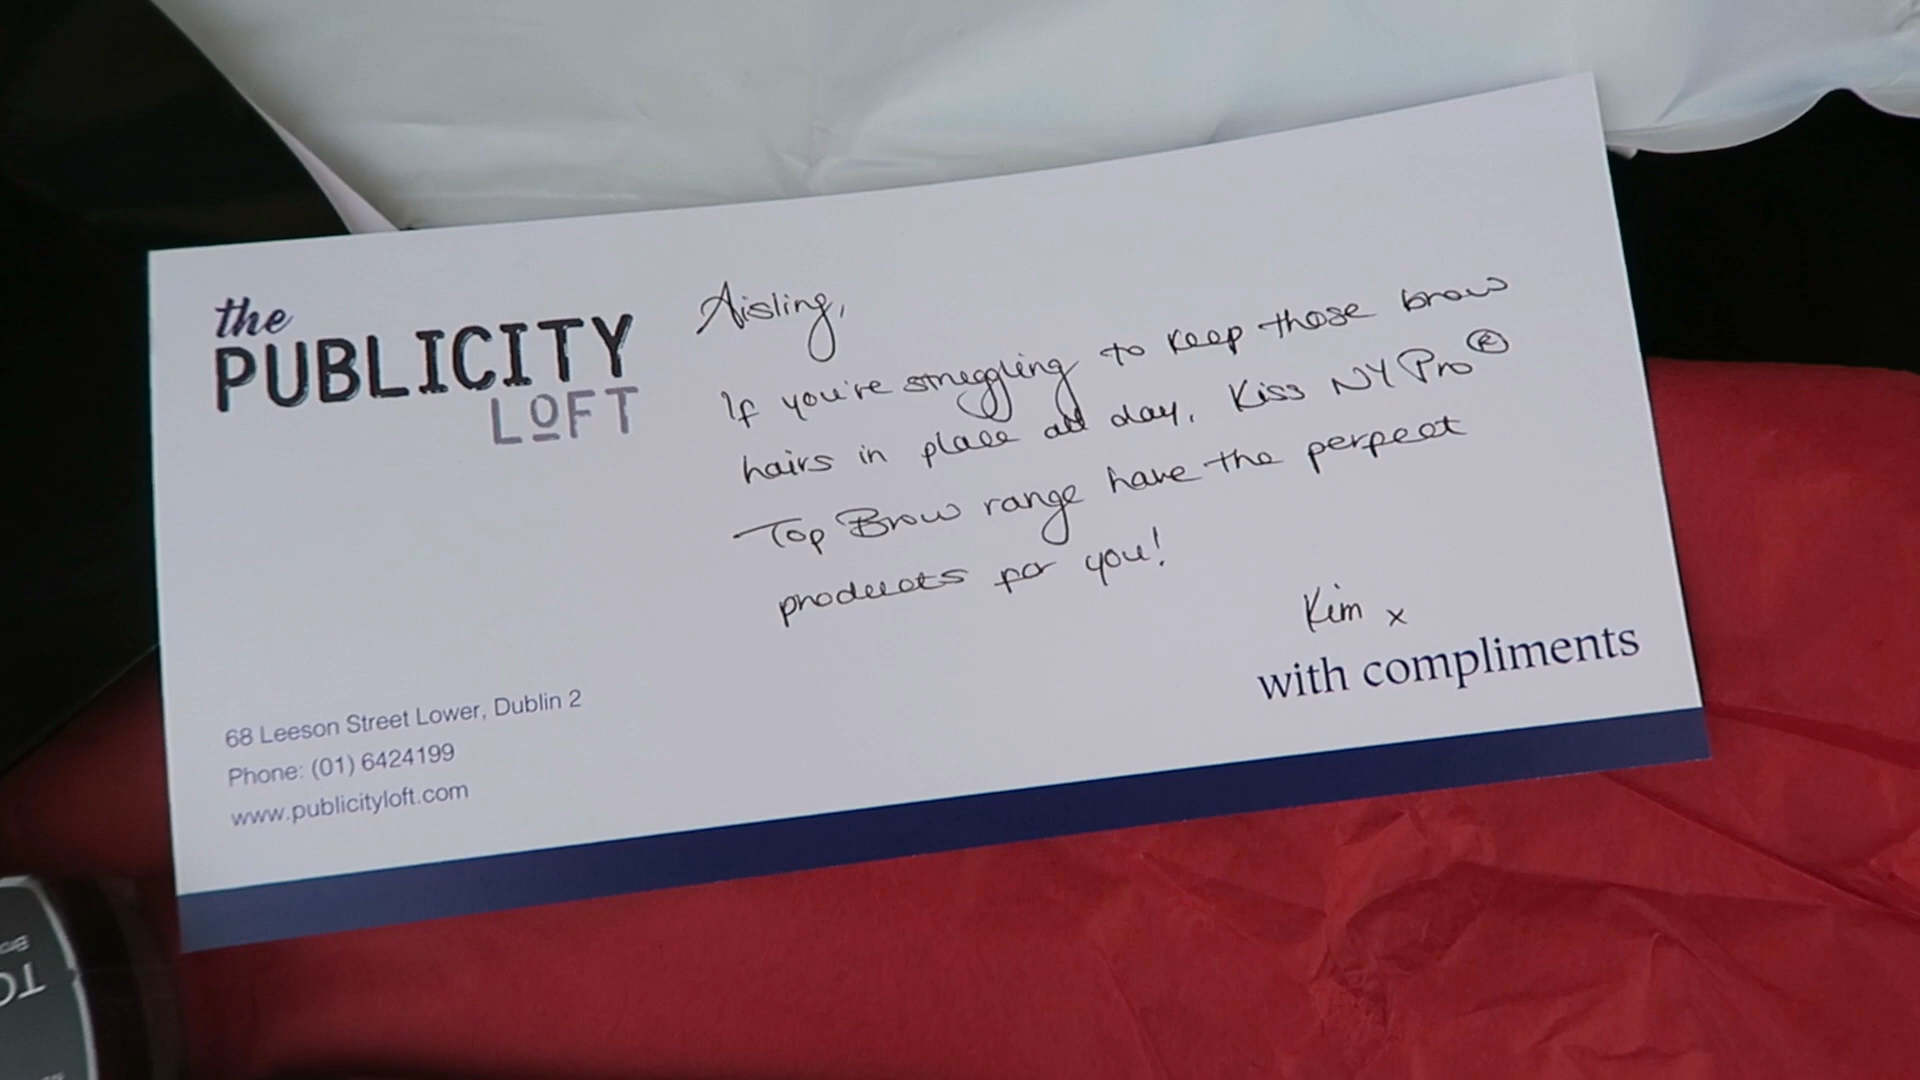 the
PUBLICITY
LOFT
Aisling,
If you're struggling to keep those brow
hairs in place all day, Kiss NY Pro®
Top Brow range have the perfect
products for you!
Kim x
with compliments
68 Leeson Street Lower, Dublin 2
Phone: (01) 6424199
www.publicityloft.com
TO